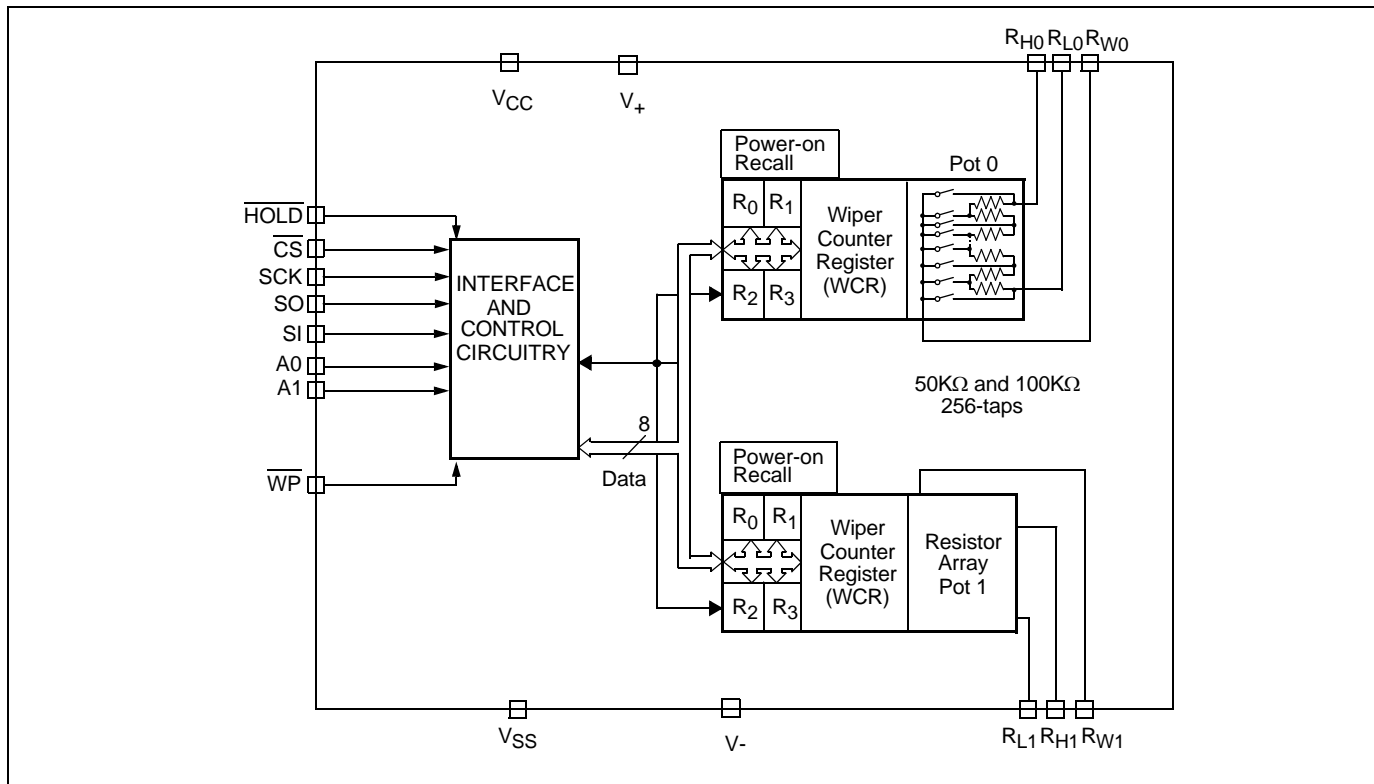 RH0 RL0 RW0
VCC
V+
Power-on
Recall
Pot 0
R0 R1
R2 R3
Wiper
Counter
Register
(WCR)
HOLD
CS
SCK
SO
SI
A0
A1
WP
INTERFACE
AND
CONTROL
CIRCUITRY
50KΩ and 100KΩ
256-taps
8
Data
Power-on
Recall
R0 R1
R2 R3
Wiper
Counter
Register
(WCR)
Resistor
Array
Pot 1
VSS
V-
RL1 RH1 RW1